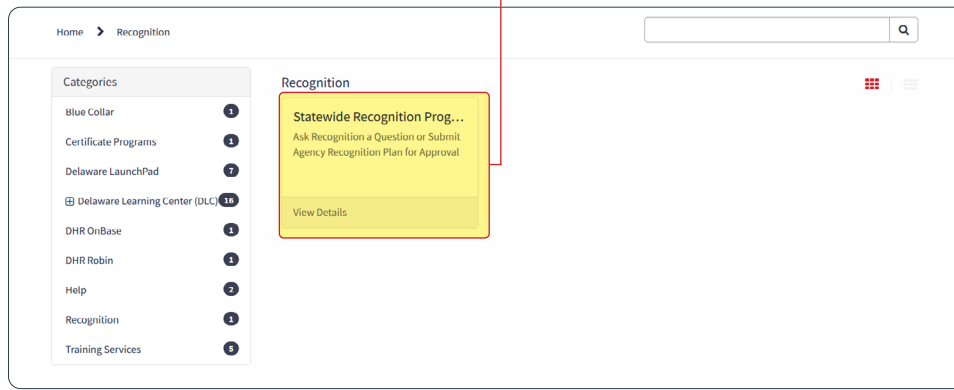 Home Recognition
Categories
Blue Collar 1
Certificate Programs 1
Delaware LaunchPad 7
Delaware Learning Center (DLC) 16
DHR OnBase 1
DHR Robin 1
Help 2
Recognition 1
Training Services 5
Recognition
Statewide Recognition Prog...
Ask Recognition a Question or Submit
Agency Recognition Plan for Approval
View Details